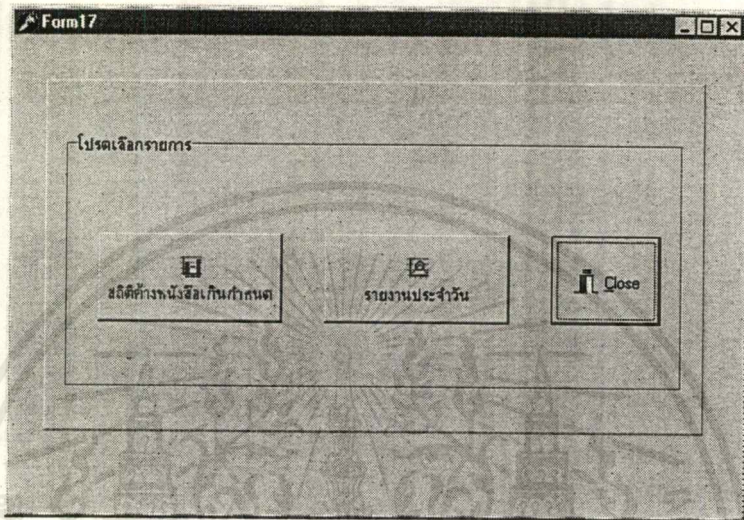 Form17
โปรดเลือกรายการ
สถิติค้างหนังสือเกินกำหนด
รายงานประจำวัน
Close